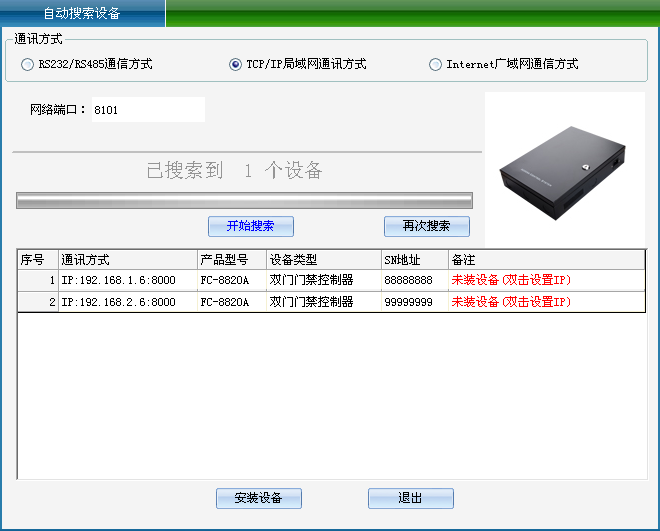 自动搜索设备
通讯方式
RS232/RS485通信方式 TCP/IP局域网通讯方式 Internet广域网通信方式
网络端口： 8101
已搜索到 1 个设备
开始搜索 再次搜索
序号 通讯方式 产品型号 设备类型 SN地址 备注
1 IP:192.168.1.6:8000 FC-8820A 双门门禁控制器 88888888 未装设备(双击设置IP)
2 IP:192.168.2.6:8000 FC-8820A 双门门禁控制器 99999999 未装设备(双击设置IP)
安装设备 退出